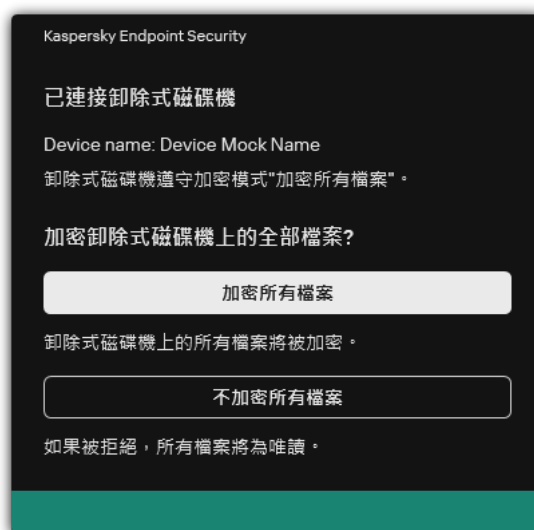 Kaspersky Endpoint Security
已連接卸除式磁碟機
Device name: Device Mock Name
卸除式磁碟機遵守加密模式"加密所有檔案"。
加密卸除式磁碟機上的全部檔案?
加密所有檔案
卸除式磁碟機上的所有檔案將被加密。
不加密所有檔案
如果被拒絕，所有檔案將為唯讀。